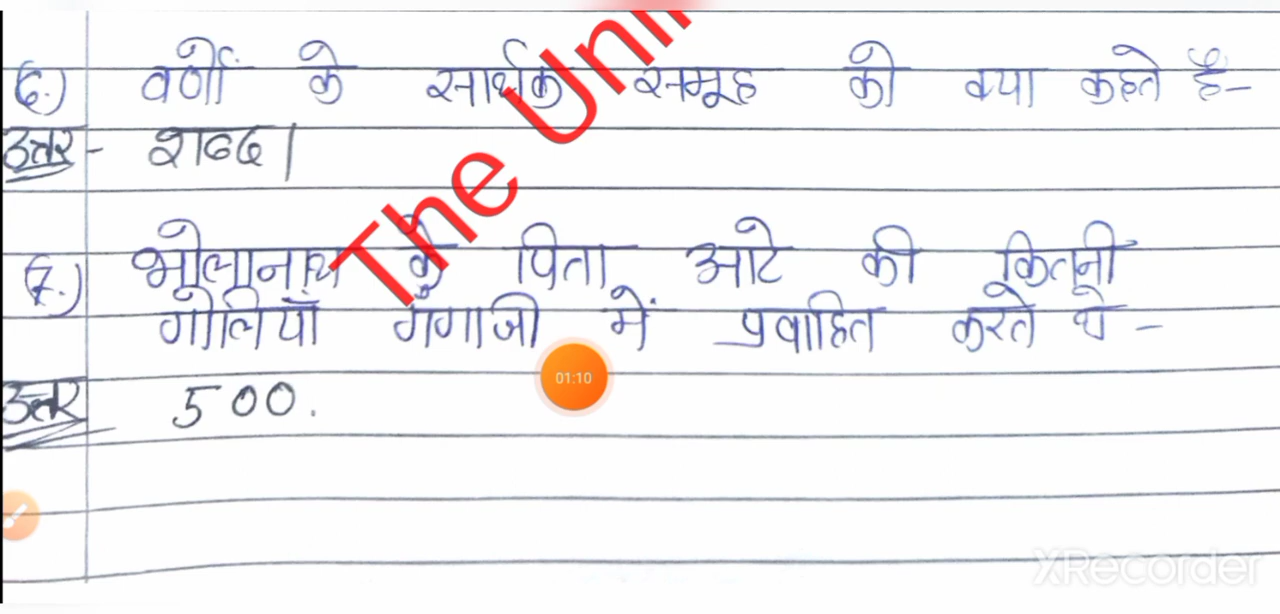 The Uni
6.) वर्णों के सार्थक समूह को क्या कहते है-
उत्तर - शब्द।
7.) भोलानाथ के पिता आटे की कितनी
गोलियाँ गंगाजी में प्रवाहित करते थे -
उत्तर 500.
01:10
XRecorder